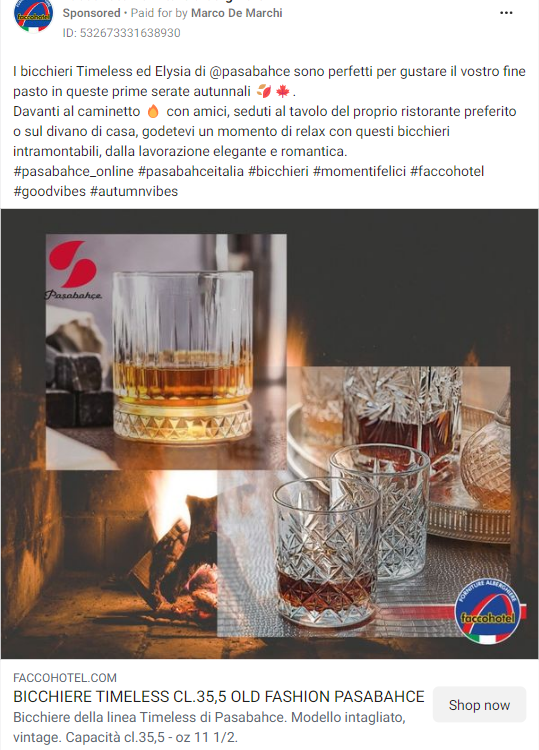 Sponsored • Paid for by Marco De Marchi
ID: 532673331638930
I bicchieri Timeless ed Elysia di @pasabahce sono perfetti per gustare il vostro fine
pasto in queste prime serate autunnali 🍂🍁.
Davanti al caminetto 🔥 con amici, seduti al tavolo del proprio ristorante preferito
o sul divano di casa, godetevi un momento di relax con questi bicchieri
intramontabili, dalla lavorazione elegante e romantica.
#pasabahce_online #pasabahceitalia #bicchieri #momentifelici #faccohotel
#goodvibes #autumnvibes
Paşabahçe
FORNITURE ALBERGHIERE
faccohotel
FACCOHOTEL.COM
BICCHIERE TIMELESS CL.35,5 OLD FASHION PASABAHCE
Bicchiere della linea Timeless di Pasabahce. Modello intagliato,
vintage. Capacità cl.35,5 - oz 11 1/2.
Shop now